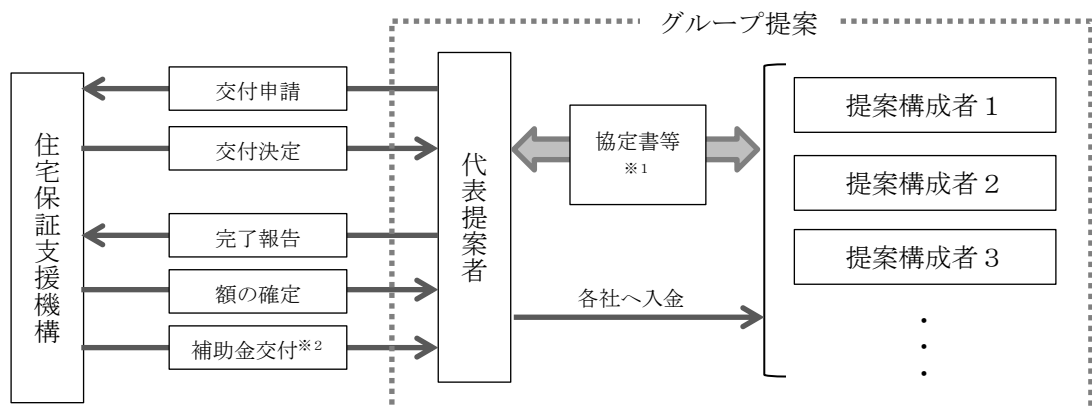 グループ提案
住宅保証支援機構
交付申請
交付決定
完了報告
額の確定
補助金交付※2
代表提案者
協定書等
※1
各社へ入金
提案構成者1
提案構成者2
提案構成者3
・
・
・